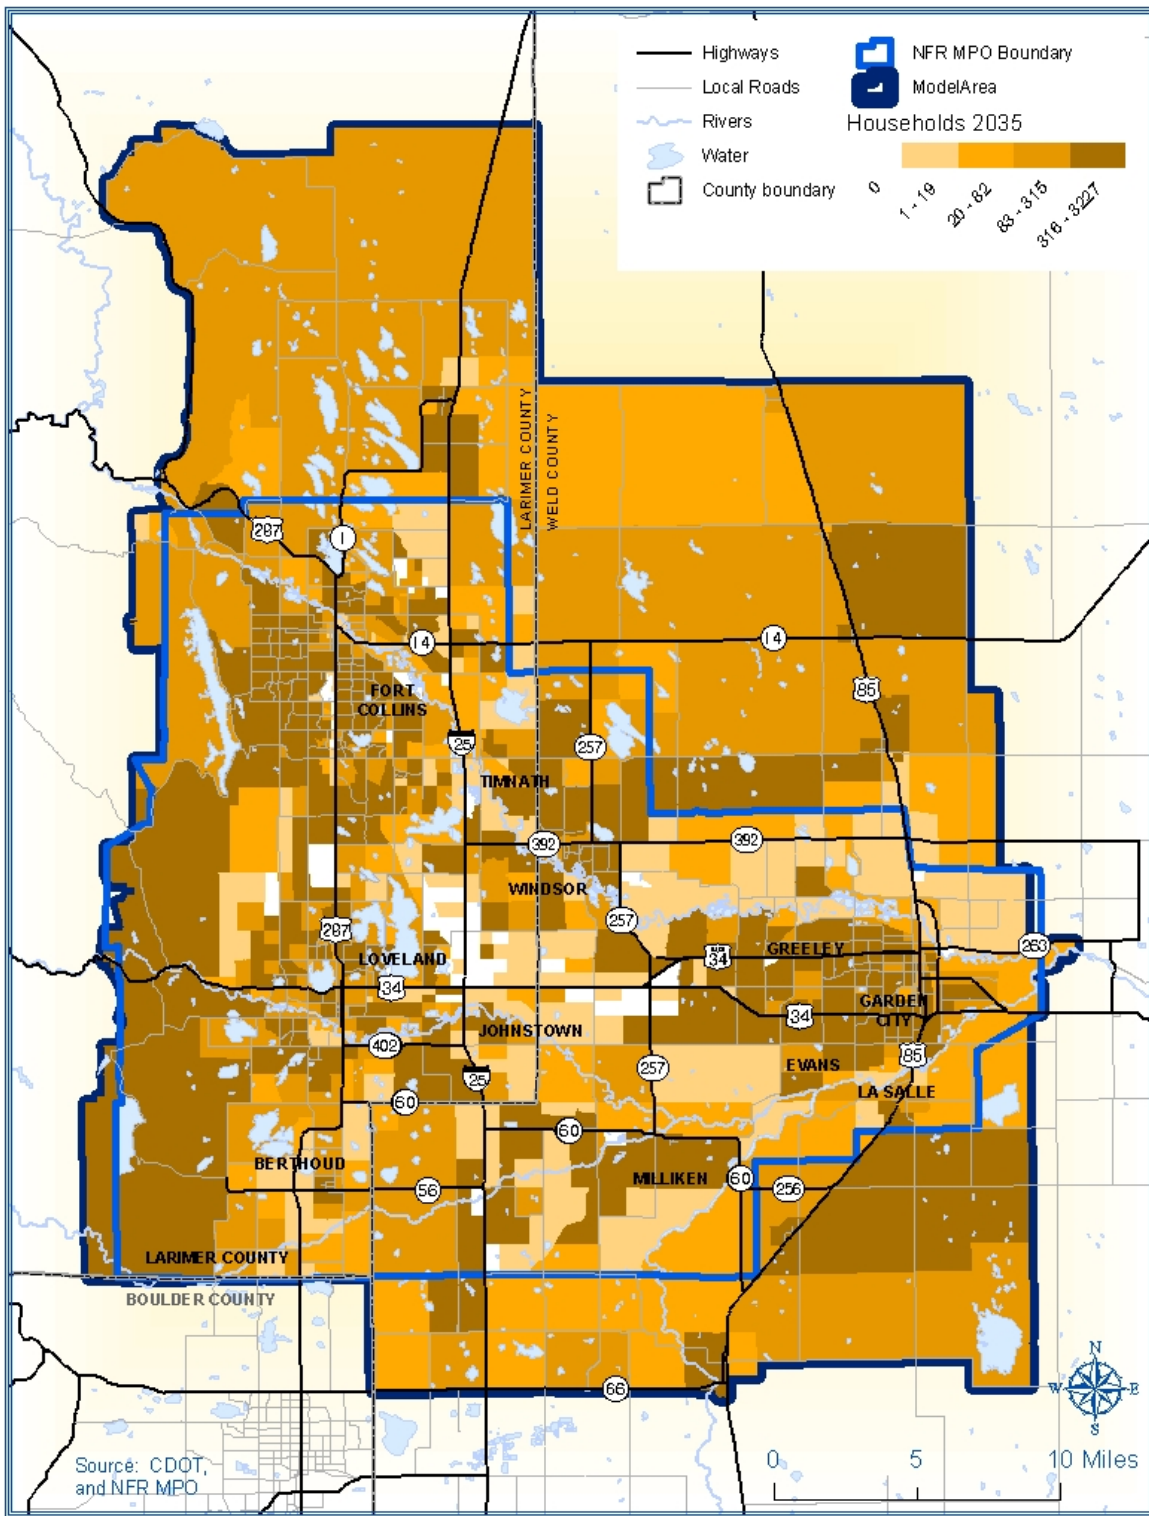 Highways
NFR MPO Boundary
Local Roads
ModelArea
Rivers
Households 2035
Water
County boundary
0
1 - 19
20 - 82
83 - 315
316 - 3227
LARIMER COUNTY
WELD COUNTY
287
1
14
14
85
FORT
COLLINS
25
257
TIMNATH
392
392
WINDSOR
257
287
GREELEY
263
LOVELAND
34
34
GARDEN
CITY
34
JOHNSTOWN
402
85
EVANS
257
25
LA SALLE
60
60
BERTHOUD
MILLIKEN
60
56
256
LARIMER COUNTY
BOULDER COUNTY
66
N
W
E
S
Source: CDOT,
and NFR MPO
0
5
10 Miles